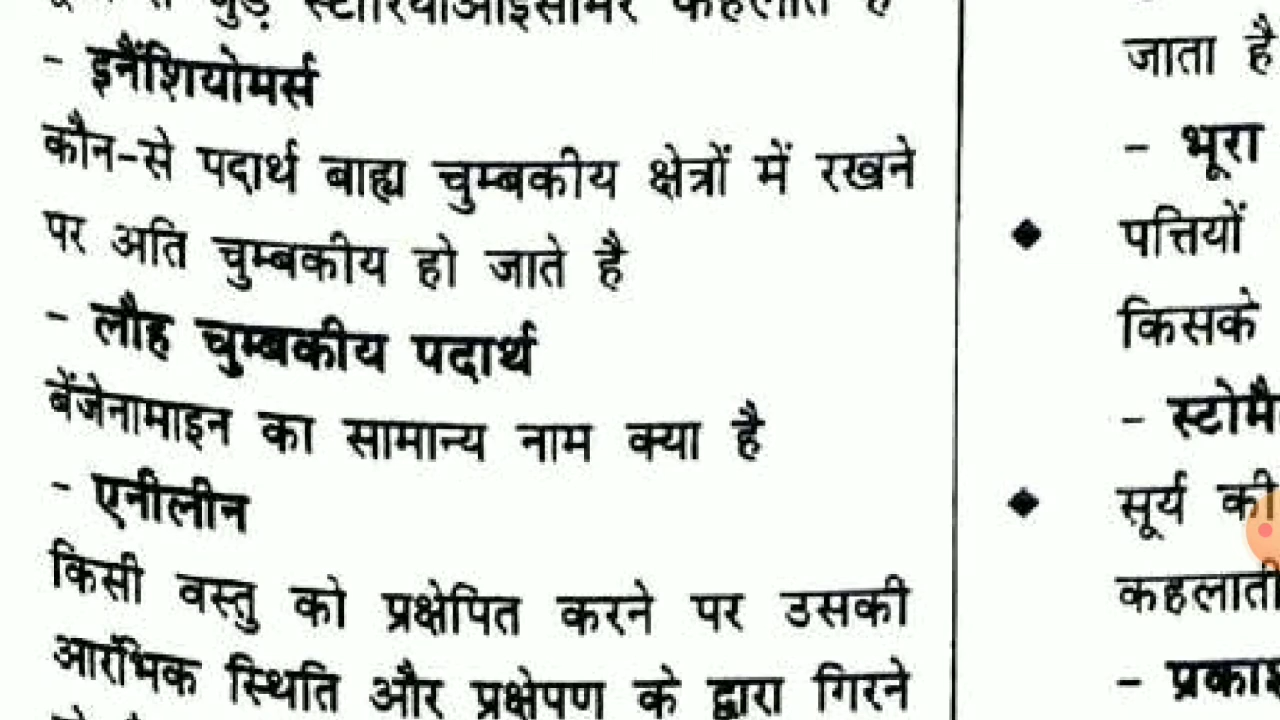 कहलाते है
- इनैंशियोमर्स
कौन-से पदार्थ बाह्य चुम्बकीय क्षेत्रों में रखने
पर अति चुम्बकीय हो जाते है
- लौह चुम्बकीय पदार्थ
बेंजेनामाइन का सामान्य नाम क्या है
- एनीलीन
किसी वस्तु को प्रक्षेपित करने पर उसकी
आरंभिक स्थिति और प्रक्षेपण के द्वारा गिरने
जाता है
- भूरा
◆ पत्तियों
किसके
-
◆ सूर्य की
कहलाती
-